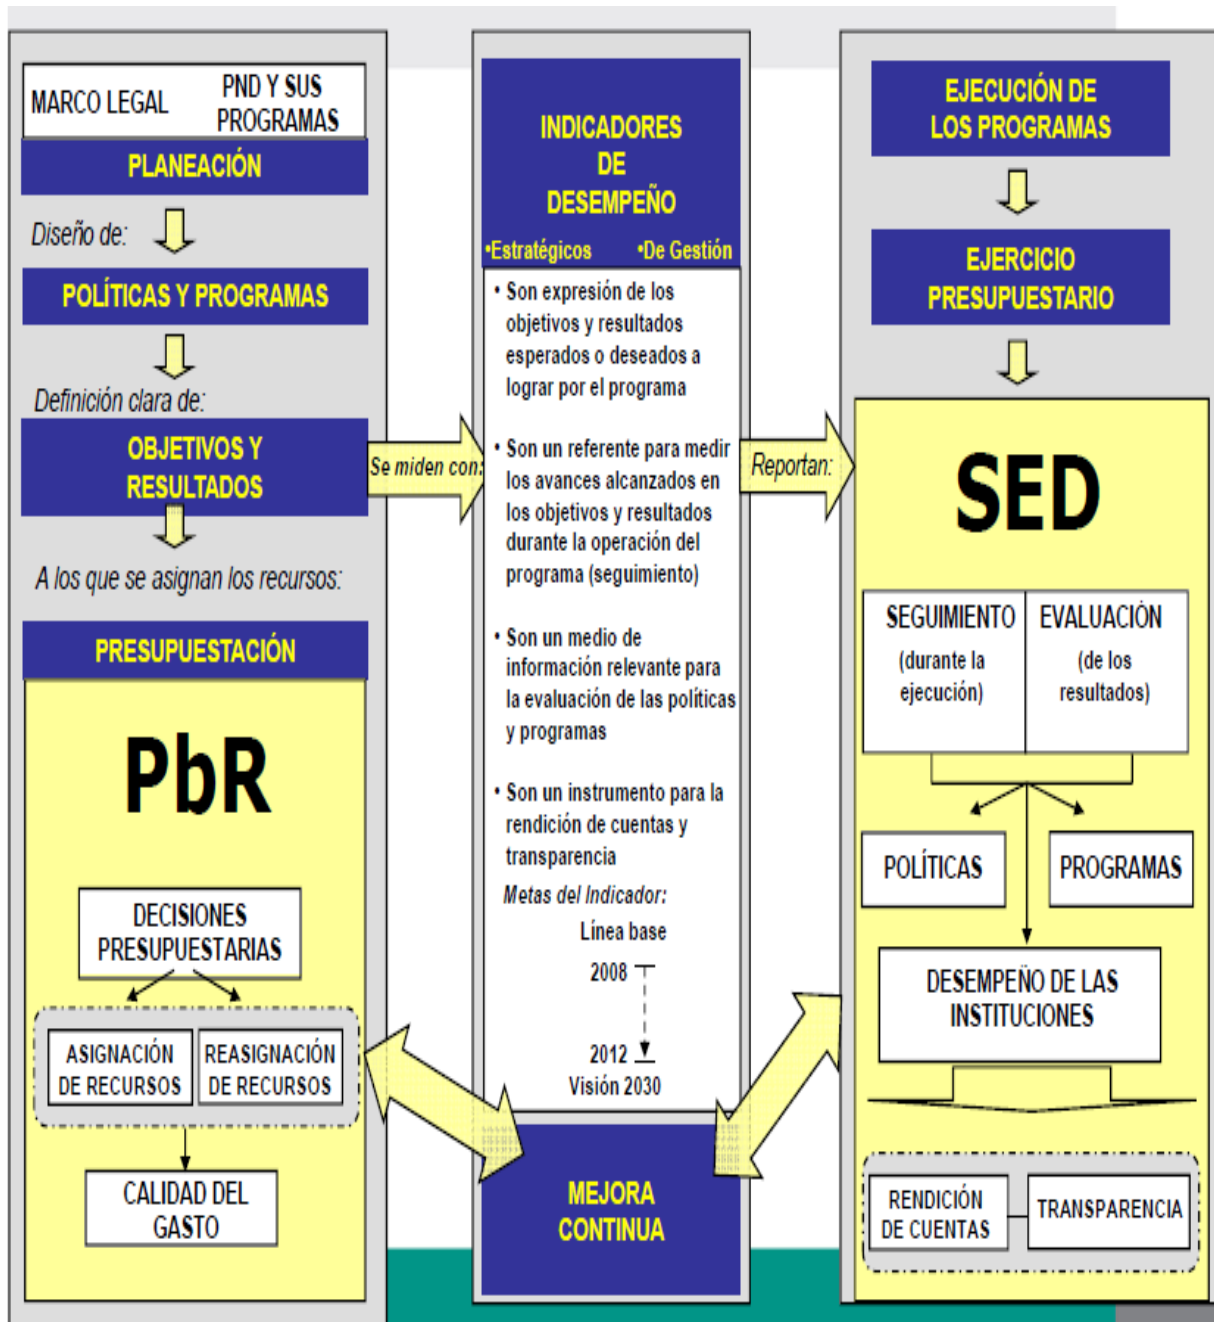 MARCO LEGAL
PND Y SUS
PROGRAMAS
PLANEACIÓN
Diseño de:
POLÍTICAS Y PROGRAMAS
Definición clara de:
OBJETIVOS Y
RESULTADOS
A los que se asignan los recursos:
PRESUPUESTACIÓN
PbR
DECISIONES
PRESUPUESTARIAS
ASIGNACIÓN
DE RECURSOS
REASIGNACIÓN
DE RECURSOS
CALIDAD DEL
GASTO
Se miden con:
INDICADORES
DE
DESEMPEÑO
•Estratégicos •De Gestión
• Son expresión de los
objetivos y resultados
esperados o deseados a
lograr por el programa
• Son un referente para medir
los avances alcanzados en
los objetivos y resultados
durante la operación del
programa (seguimiento)
• Son un medio de
información relevante para
la evaluación de las políticas
y programas
• Son un instrumento para la
rendición de cuentas y
transparencia
Metas del Indicador:
Línea base
2008
2012
Visión 2030
MEJORA
CONTINUA
Reportan:
EJECUCIÓN DE
LOS PROGRAMAS
EJERCICIO
PRESUPUESTARIO
SED
SEGUIMIENTO
(durante la
ejecución)
EVALUACIÓN
(de los
resultados)
POLÍTICAS
PROGRAMAS
DESEMPEÑO DE LAS
INSTITUCIONES
RENDICIÓN
DE CUENTAS
TRANSPARENCIA